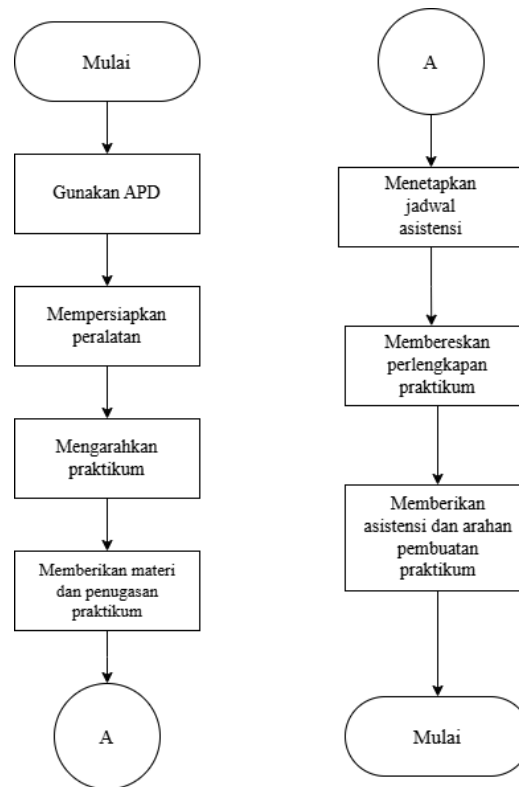 Mulai
Gunakan APD
Mempersiapkan
peralatan
Mengarahkan
praktikum
Memberikan materi
dan penugasan
praktikum
A
A
Menetapkan
jadwal
asistensi
Membereskan
perlengkapan
praktikum
Memberikan
asistensi dan arahan
pembuatan
praktikum
Mulai